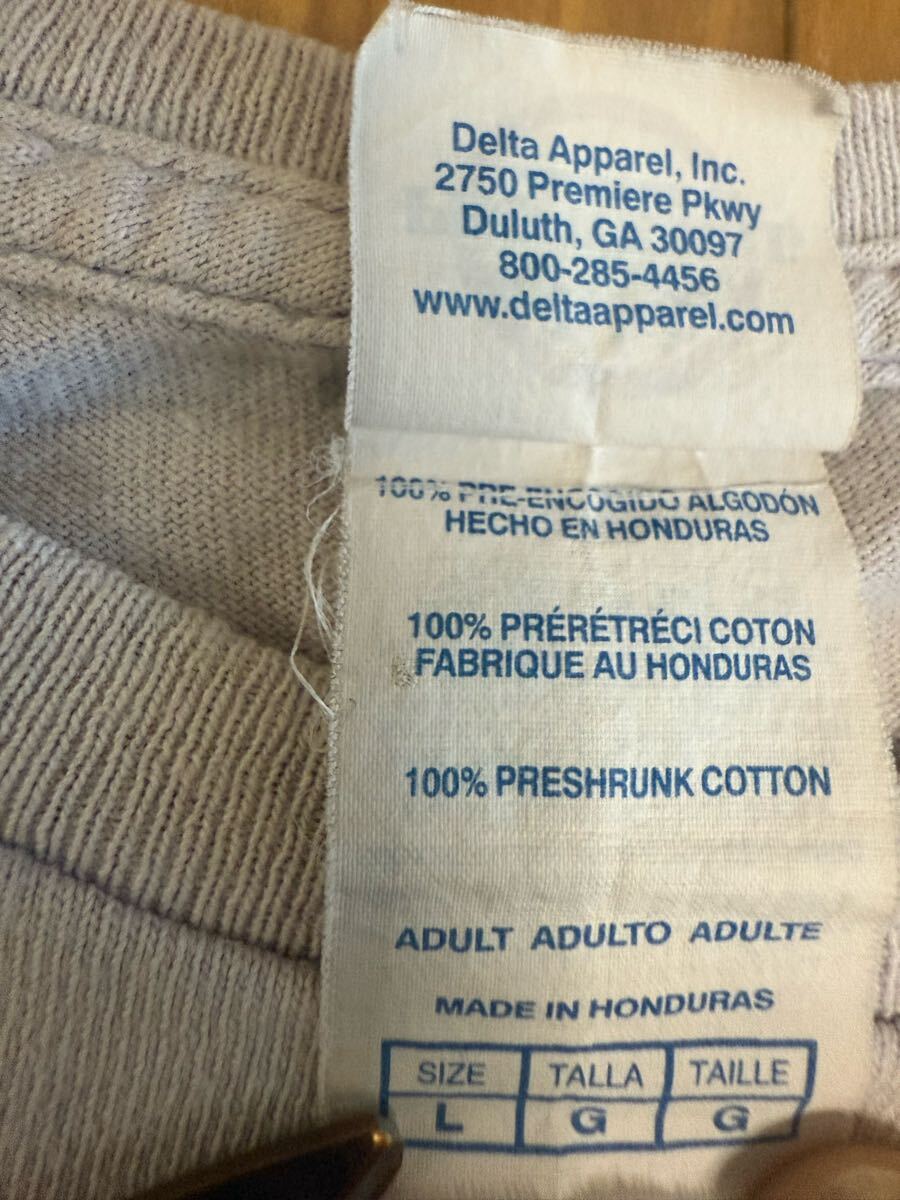 Delta Apparel, Inc.
2750 Premiere Pkwy
Duluth, GA 30097
800-285-4456
www.deltaapparel.com
100% PRE-ENCOGIDO ALGODÓN
HECHO EN HONDURAS
100% PRÉRÉTRÉCI COTON
FABRIQUE AU HONDURAS
100% PRESHRUNK COTTON
ADULT ADULTO ADULTE
MADE IN HONDURAS
SIZE TALLA TAILLE
L G G